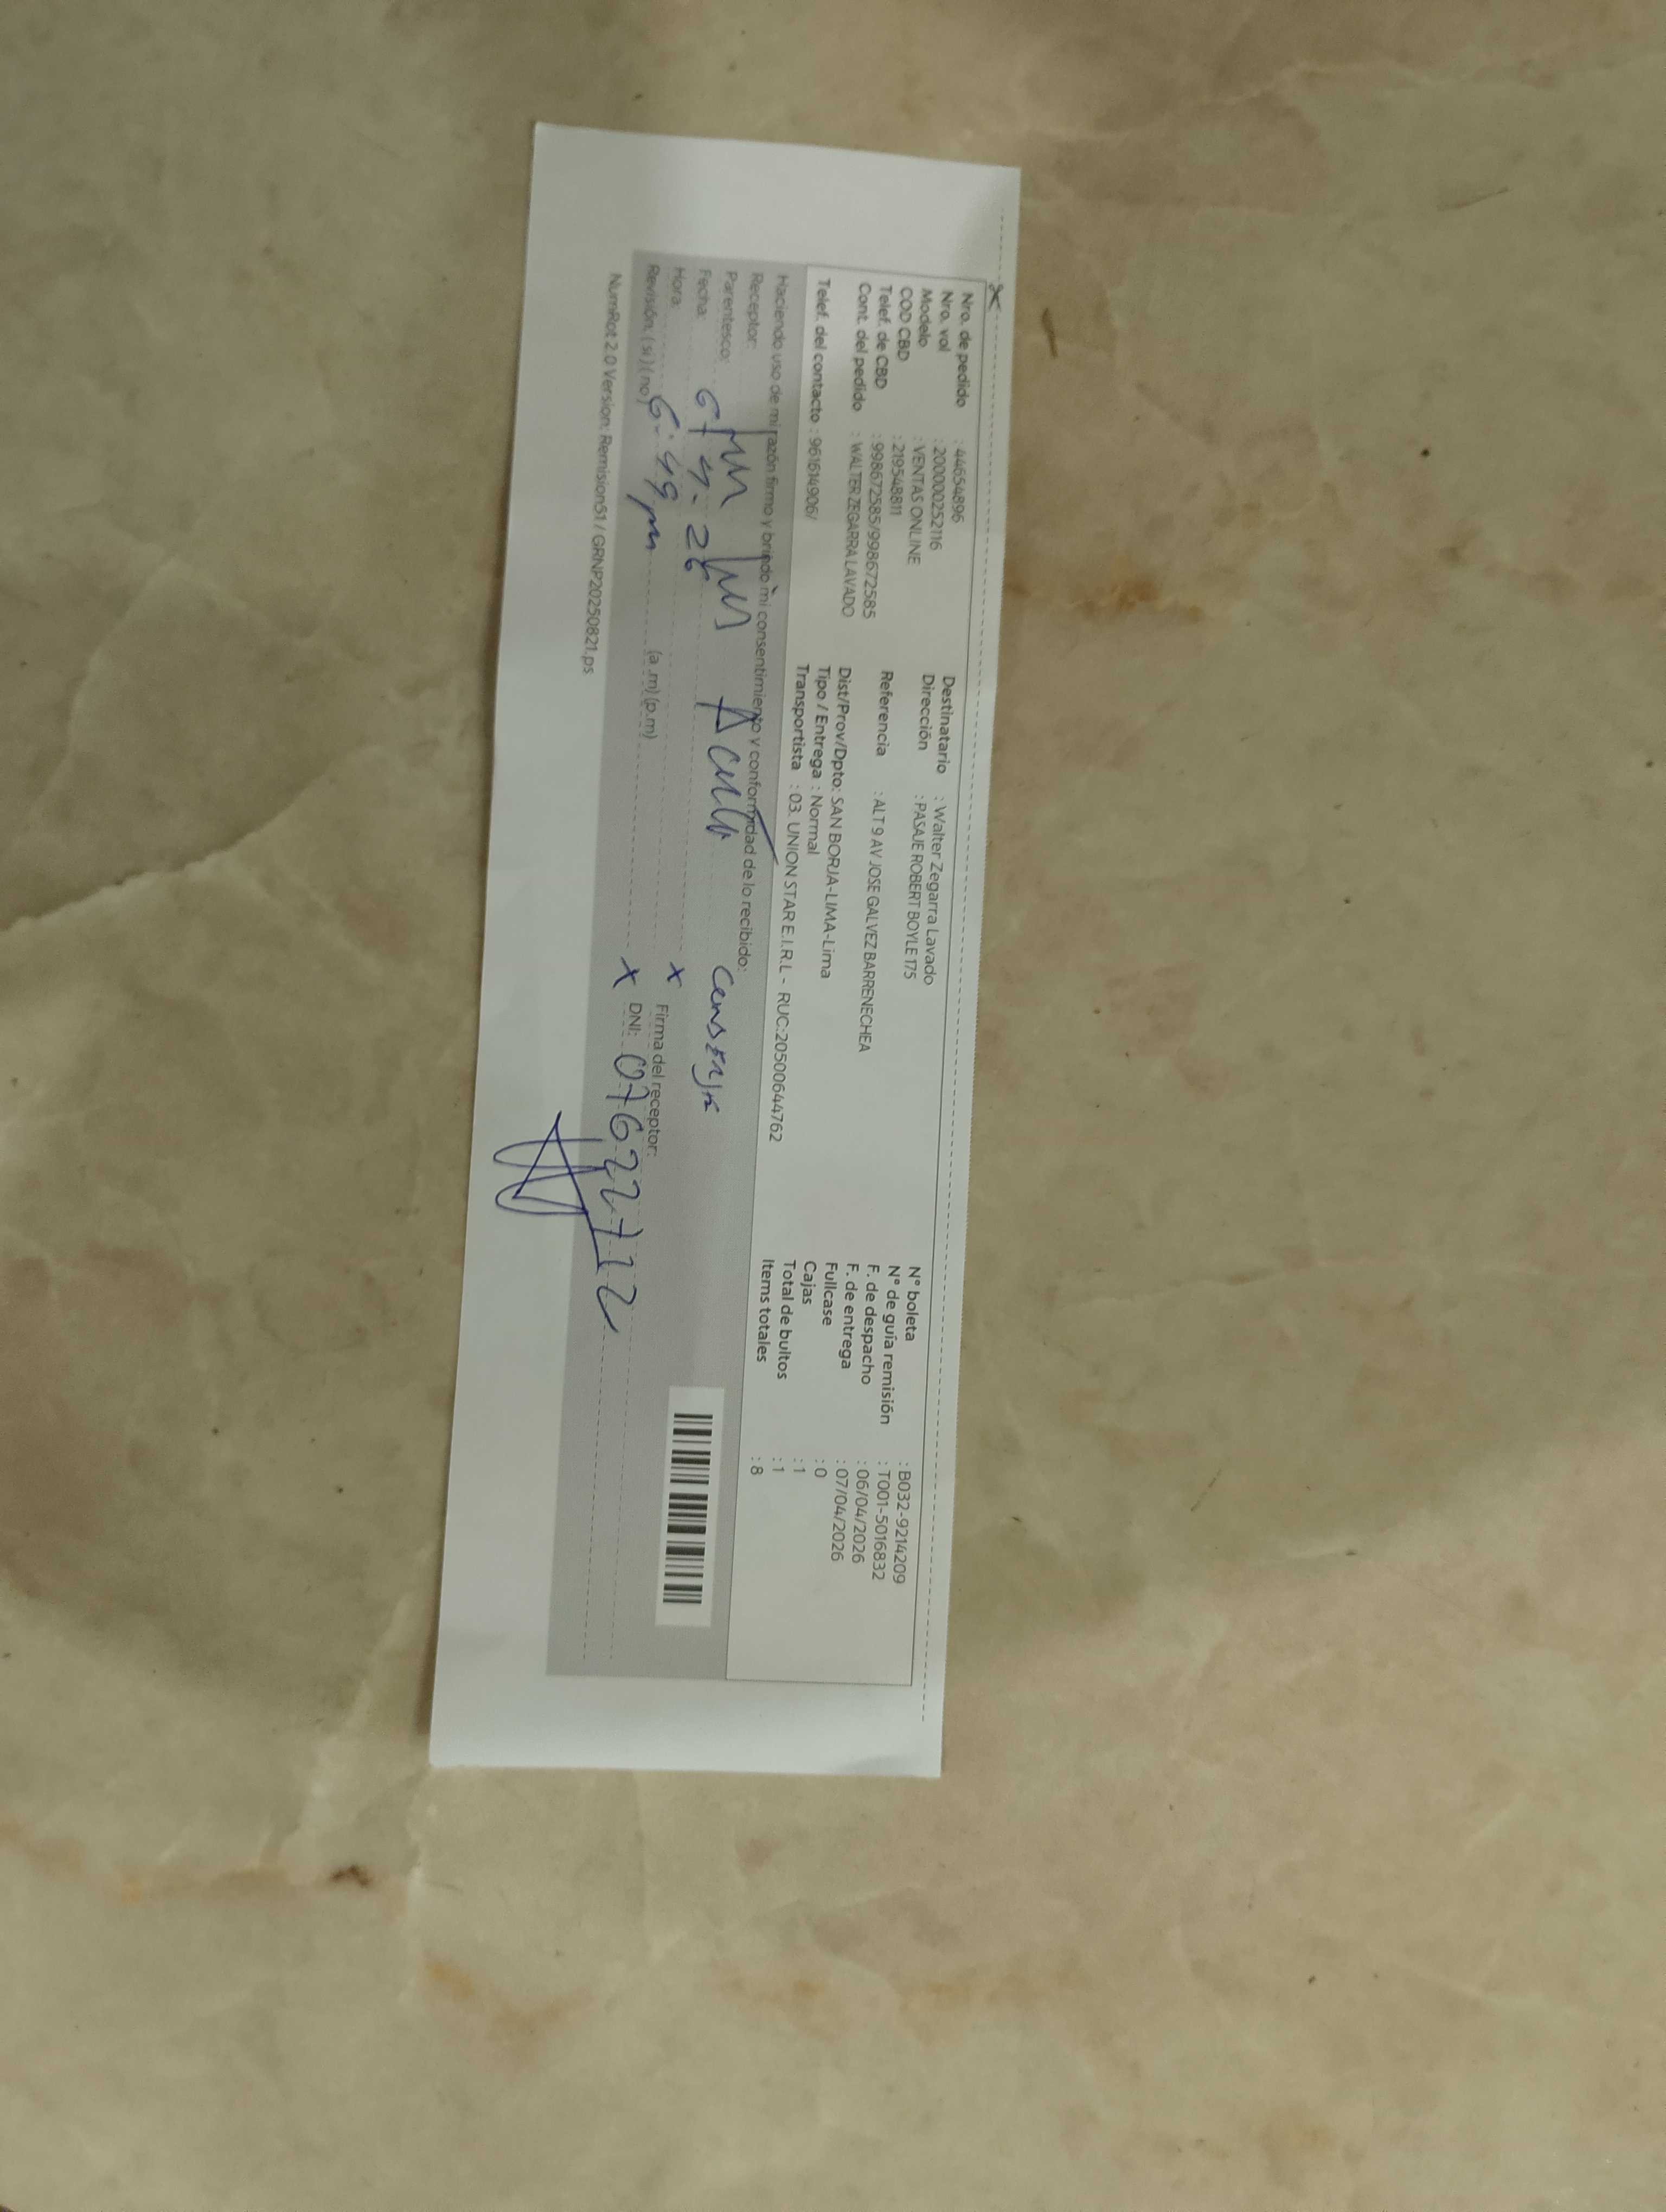 Nro. de pedido : 44654896
Nro. vol : 2000000252116
Modelo : VENTAS ONLINE
COD CBD : 219548811
Telef. de CBD : 998672585/998672585
Cont. del pedido : WALTER ZEGARRA LAVADO
Telef. del contacto : 961614906/
Destinatario : Walter Zegarra Lavado
Dirección : PASAJE ROBERT BOYLE 175
Referencia : ALT 9 AV JOSE GALVEZ BARRENECHEA
Dist/Prov/Dpto: SAN BORJA-LIMA-Lima
Tipo / Entrega : Normal
Transportista : 03. UNION STAR E.I.R.L - RUC:20500644762
N° boleta : B032-9214209
N° de guía remisión : T001-5016832
F. de despacho : 06/04/2026
F. de entrega : 07/04/2026
Fullcase : 0
Cajas : 1
Total de bultos : 1
Items totales : 8
Haciendo uso de mi razón firmo y brindo mi consentimiento y conformidad de lo recibido:
Receptor:
Parentesco:
Fecha:
Hora: (a.m) (p.m)
Revisión: (si) (no)
Firma del receptor:
DNI: 07622712
NumRot 2.0 Version: Remision51 / GRNP20250821.ps